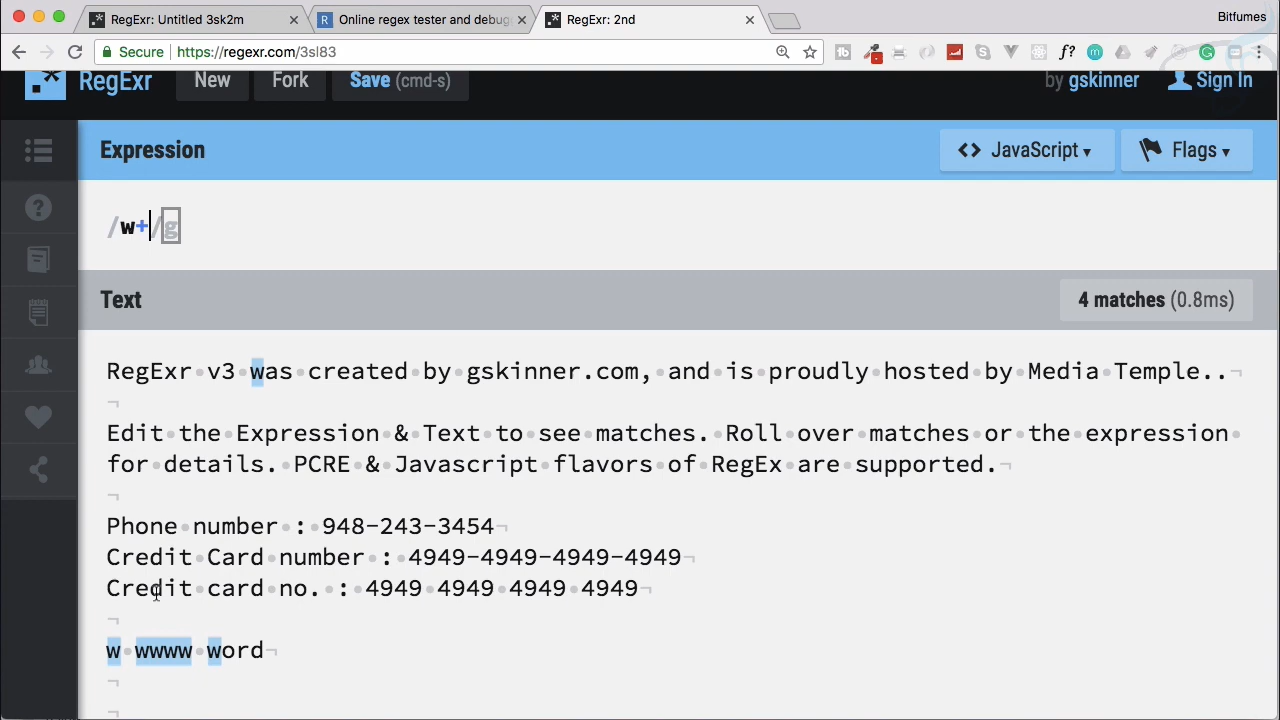 RegExr: Untitled 3sk2m
Online regex tester and debug
RegExr: 2nd
Bitfumes
Secure https://regexr.com/3sl83
RegExr New Fork Save (cmd-s) by gskinner Sign In
Expression JavaScript Flags
/w+/g
Text 4 matches (0.8ms)
RegExr v3 was created by gskinner.com, and is proudly hosted by Media Temple..
Edit the Expression & Text to see matches. Roll over matches or the expression
for details. PCRE & Javascript flavors of RegEx are supported.
Phone number : 948-243-3454
Credit Card number : 4949-4949-4949-4949
Credit card no. : 4949 4949 4949 4949
w wwww word